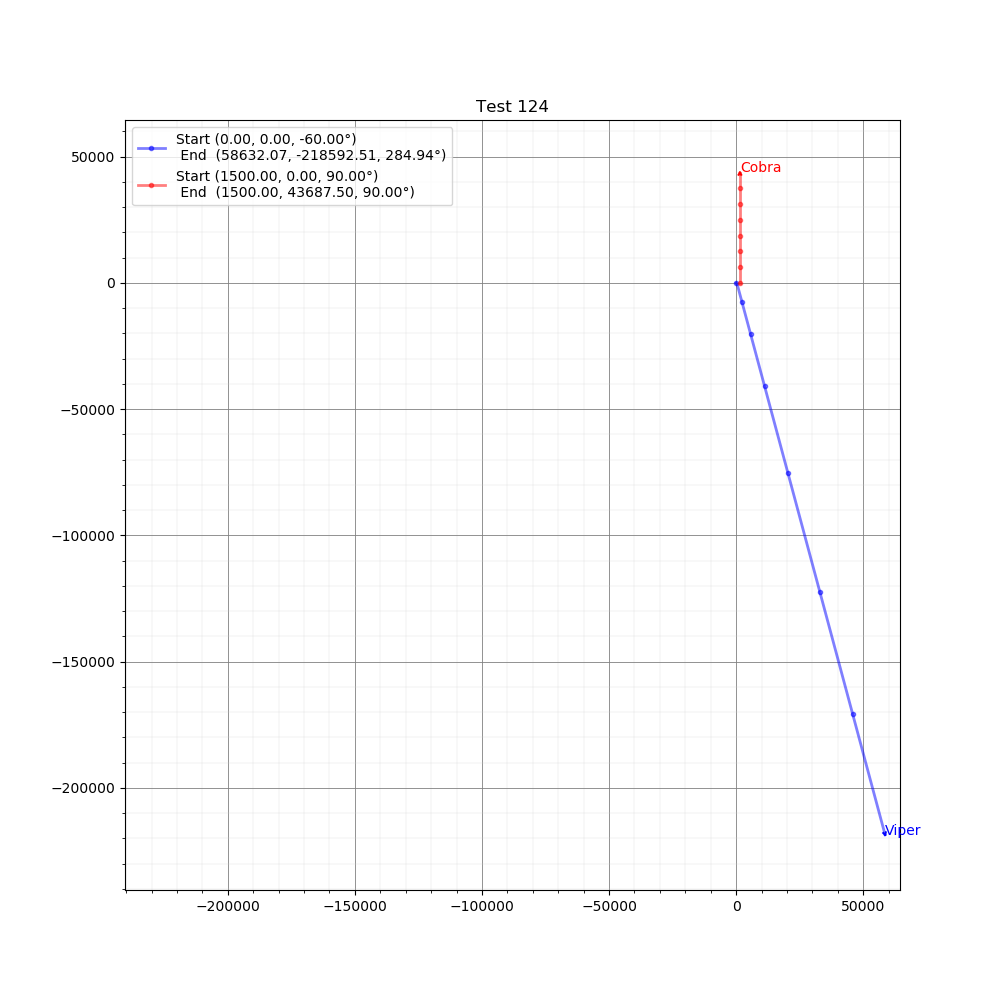 Test 124
Start (0.00, 0.00, -60.00°)
End (58632.07, -218592.51, 284.94°)
Start (1500.00, 0.00, 90.00°)
End (1500.00, 43687.50, 90.00°)
Cobra
Viper
50000
0
−50000
−100000
−150000
−200000
−200000
−150000
−100000
−50000
0
50000